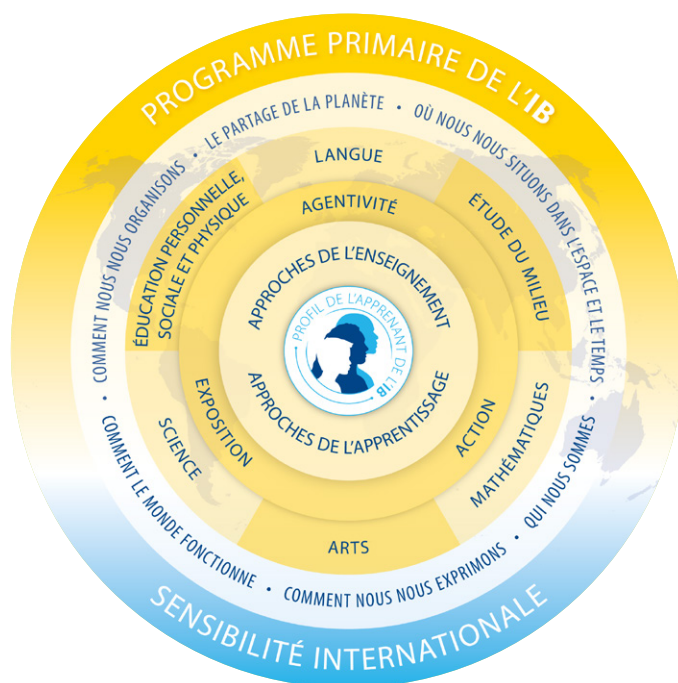 PROGRAMME PRIMAIRE DE L'IB
LE PARTAGE DE LA PLANÈTE
•
OÙ NOUS NOUS SITUONS DANS L'ESPACE ET LE TEMPS
•
QUI NOUS SOMMES
•
COMMENT NOUS NOUS EXPRIMONS
•
COMMENT LE MONDE FONCTIONNE
•
COMMENT NOUS NOUS ORGANISONS
•
LANGUE
ÉTUDE DU MILIEU
MATHÉMATIQUES
ARTS
SCIENCE
ÉDUCATION PERSONNELLE,
SOCIALE ET PHYSIQUE
AGENTIVITÉ
ACTION
EXPOSITION
APPROCHES DE L'ENSEIGNEMENT
APPROCHES DE L'APPRENTISSAGE
PROFIL DE L'APPRENANT DE L'IB
SENSIBILITÉ INTERNATIONALE